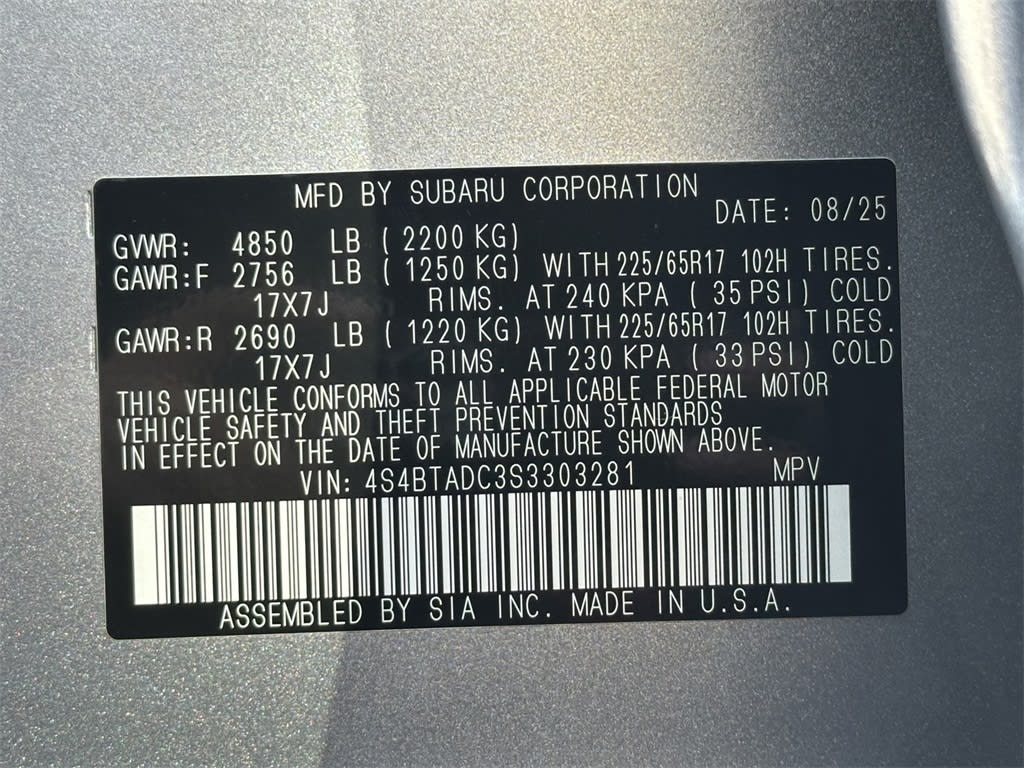 MFD BY SUBARU CORPORATION
DATE: 08/25
GVWR: 4850 LB ( 2200 KG)
GAWR:F 2756 LB ( 1250 KG) WITH 225/65R17 102H TIRES.
17X7J RIMS. AT 240 KPA ( 35 PSI) COLD
GAWR:R 2690 LB ( 1220 KG) WITH 225/65R17 102H TIRES.
17X7J RIMS. AT 230 KPA ( 33 PSI) COLD
THIS VEHICLE CONFORMS TO ALL APPLICABLE FEDERAL MOTOR
VEHICLE SAFETY AND THEFT PREVENTION STANDARDS
IN EFFECT ON THE DATE OF MANUFACTURE SHOWN ABOVE.
VIN: 4S4BTADC3S3303281 MPV
ASSEMBLED BY SIA INC. MADE IN U.S.A.